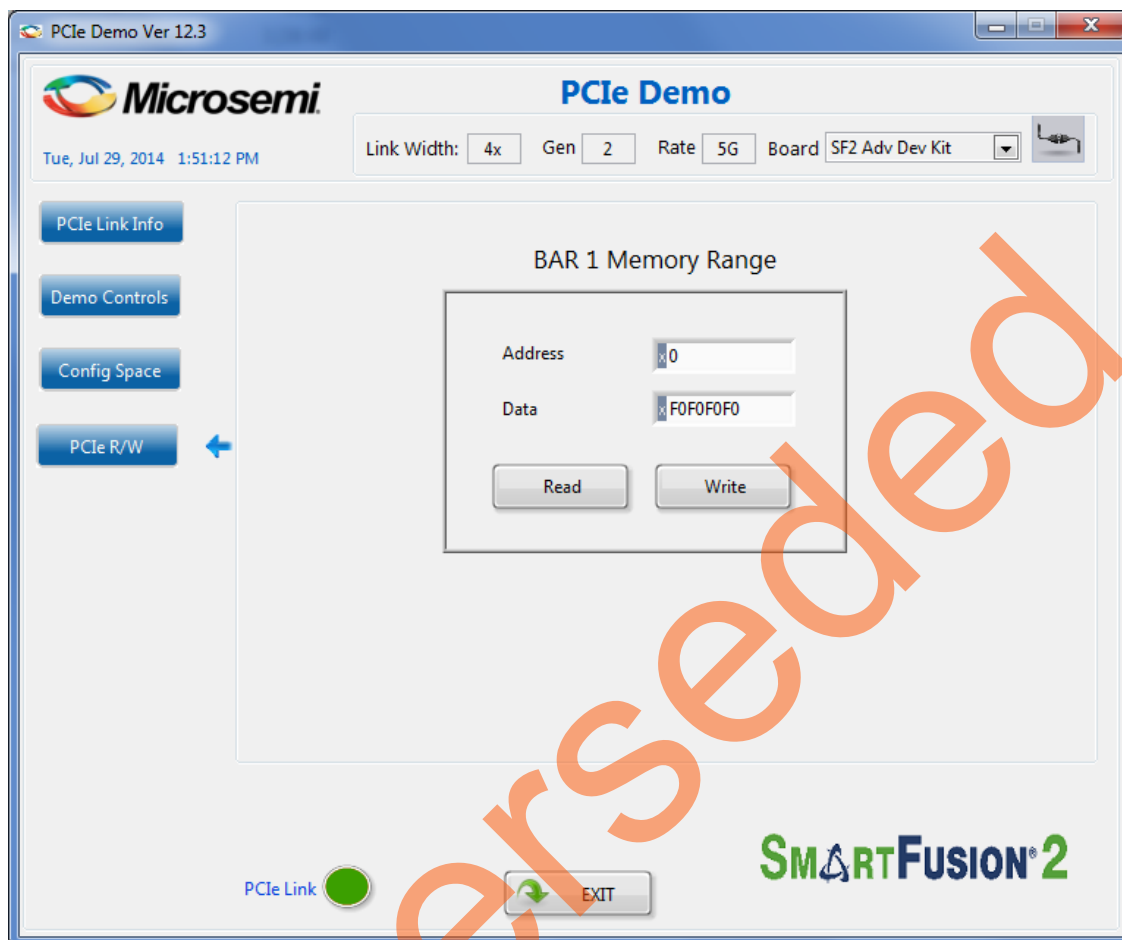 PCIe Demo Ver 12.3
Microsemi.
PCIe Demo
Tue, Jul 29, 2014 1:51:12 PM
Link Width: 4x Gen 2 Rate 5G Board SF2 Adv Dev Kit
PCIe Link Info
Demo Controls
Config Space
PCIe R/W
BAR 1 Memory Range
Address x 0
Data x F0F0F0F0
Read Write
SMARTFUSION® 2
PCIe Link
EXIT
erseded